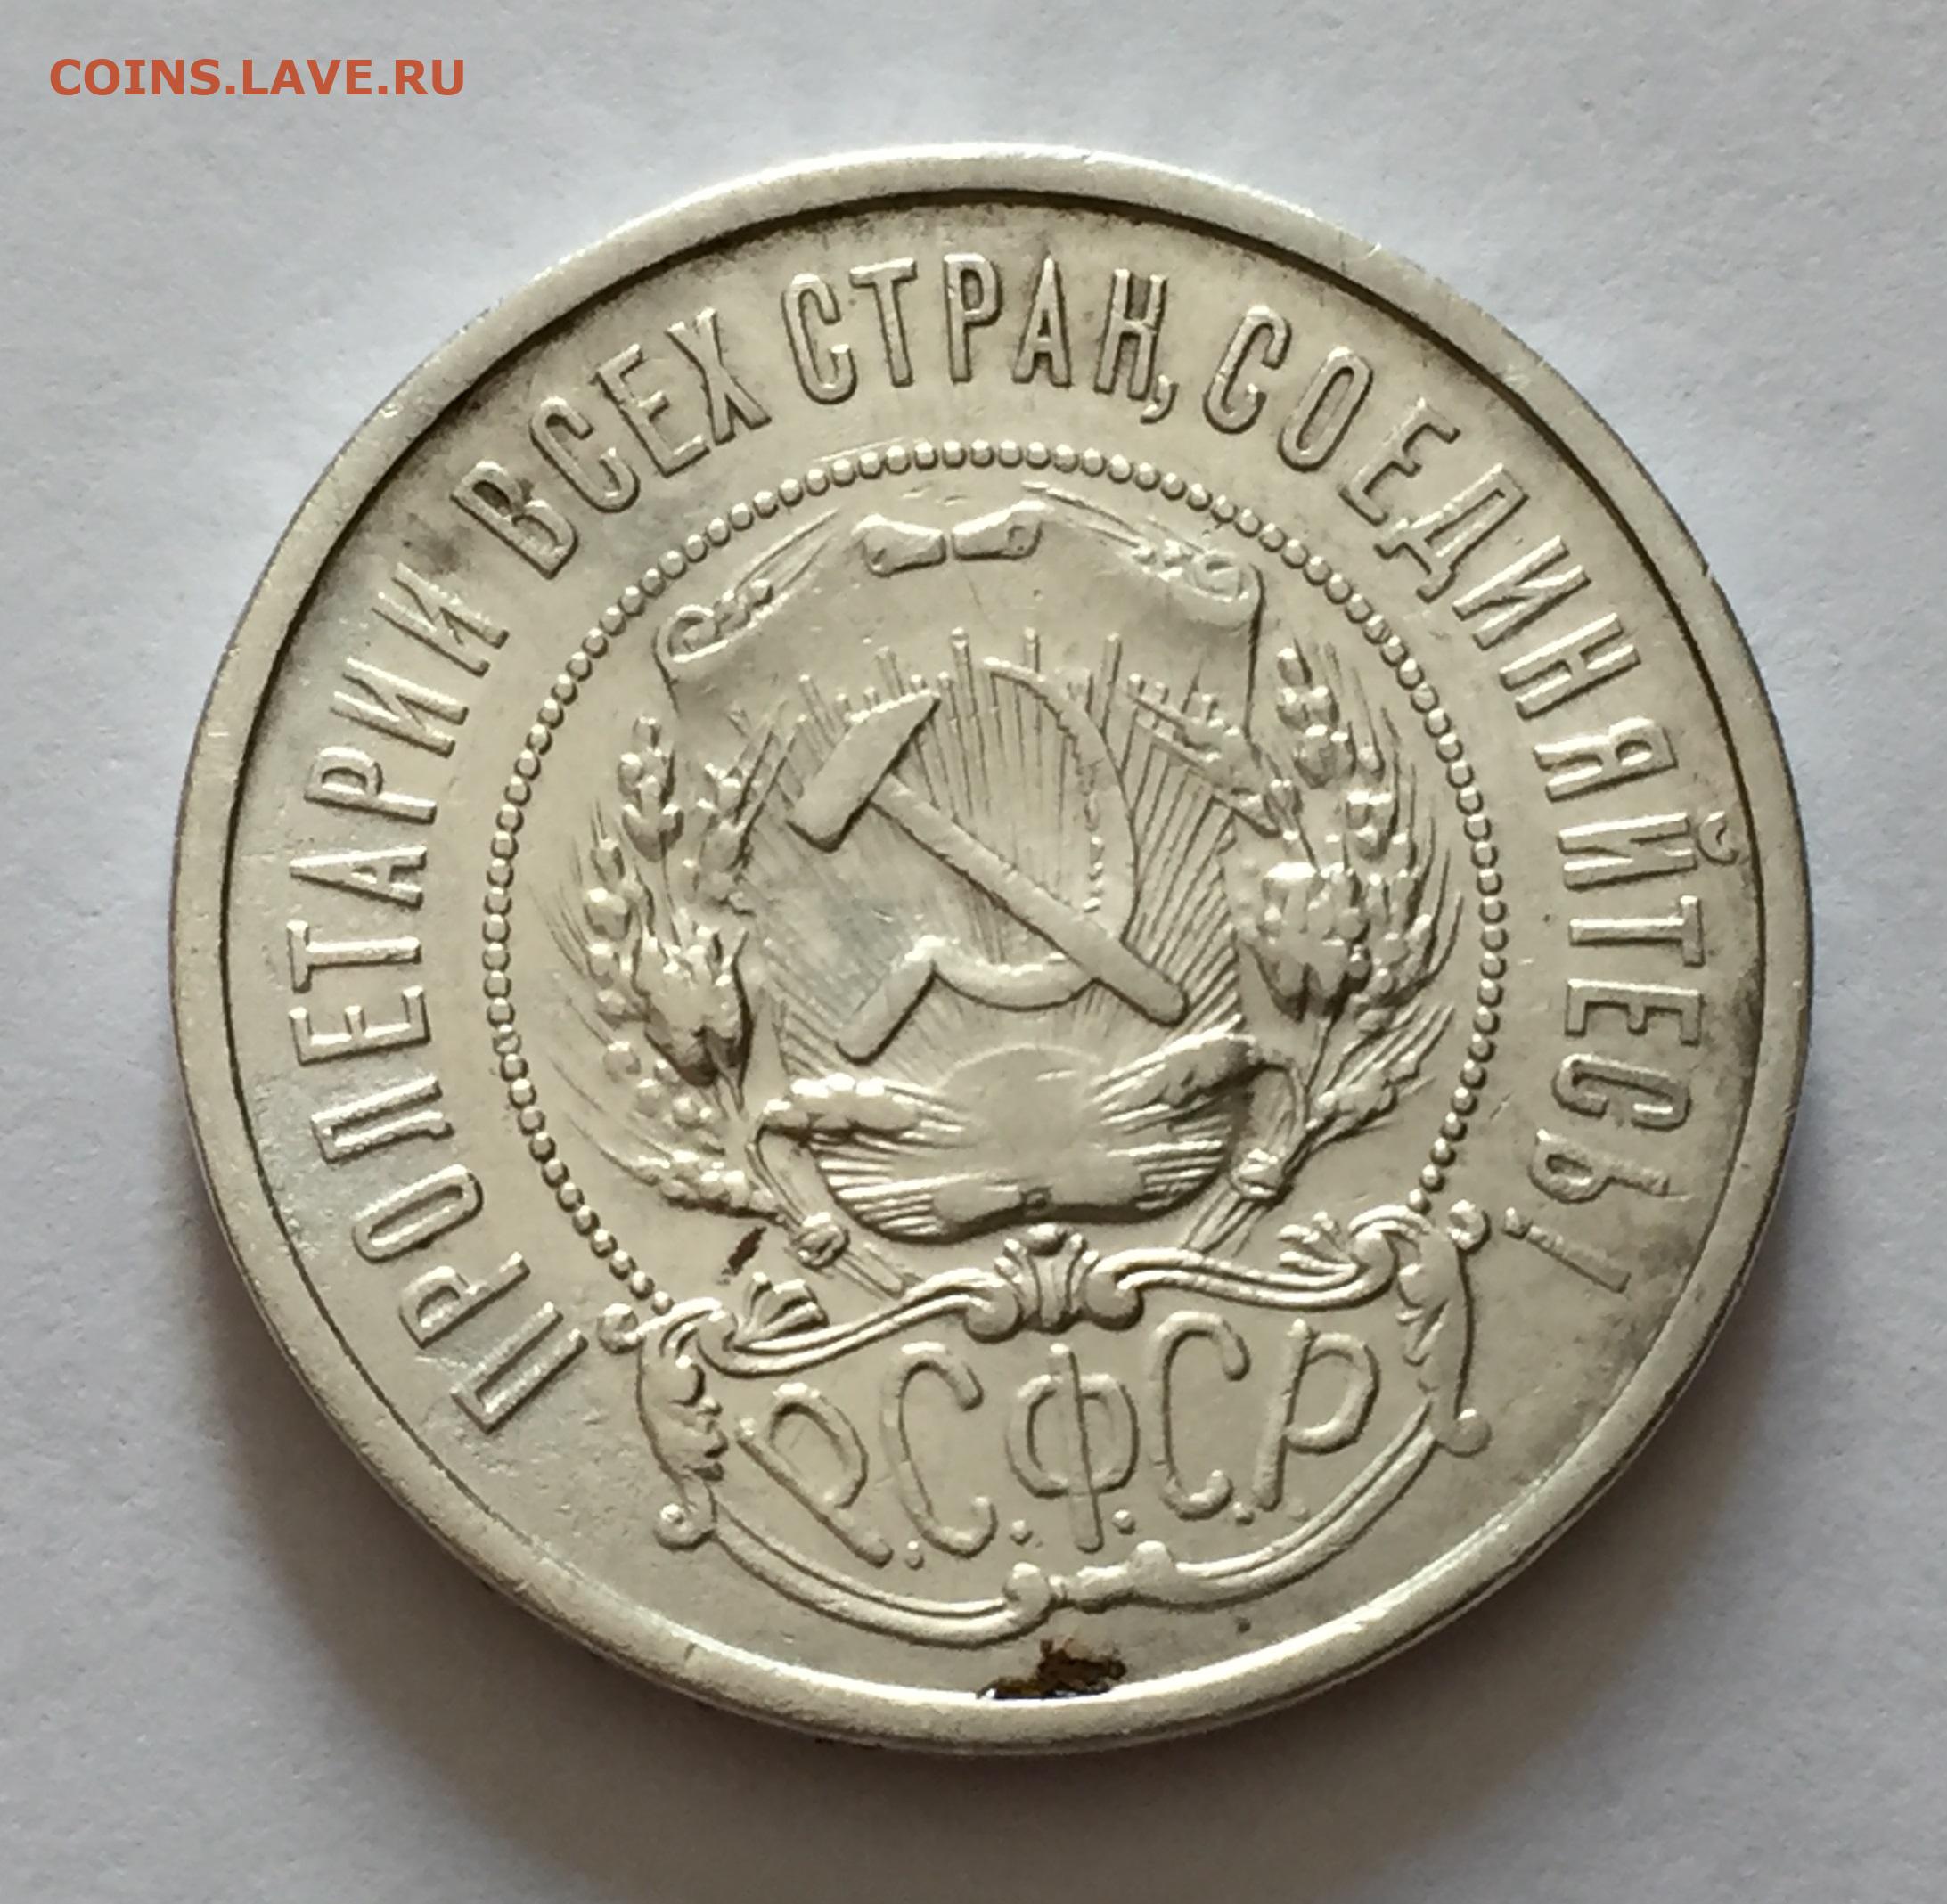 COINS.LAVE.RU
ПРОЛЕТАРИИ ВСЕХ СТРАН, СОЕДИНЯЙТЕСЬ!
Р.С.Ф.С.Р.